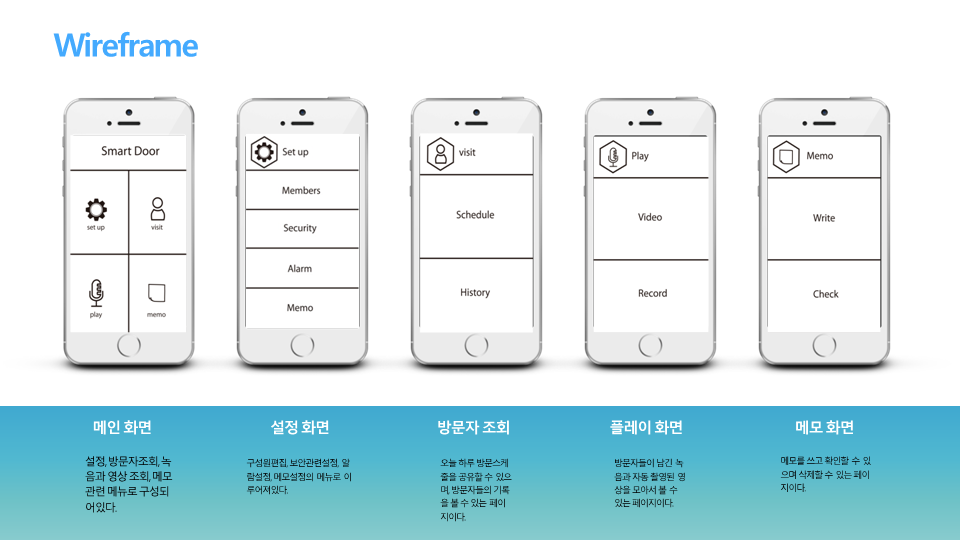 Wireframe
Smart Door
set up
visit
play
memo
Set up
Members
Security
Alarm
Memo
visit
Schedule
History
Play
Video
Record
Memo
Write
Check
메인 화면
설정, 방문자조회, 녹
음과 영상 조회, 메모
관련 메뉴로 구성되
어있다.
설정 화면
구성원편집, 보안관련설정, 알
람설정, 메모설정의 메뉴로 이
루어져있다.
방문자 조회
오늘 하루 방문스케
줄을 공유할 수 있으
며, 방문자들의 기록
을 볼 수 있는 페이
지이다.
플레이 화면
방문자들이 남긴 녹
음과 자동 촬영된 영
상을 모아서 볼 수
있는 페이지이다.
메모 화면
메모를 쓰고 확인할 수 있
으며 삭제할 수 있는 페이
지이다.